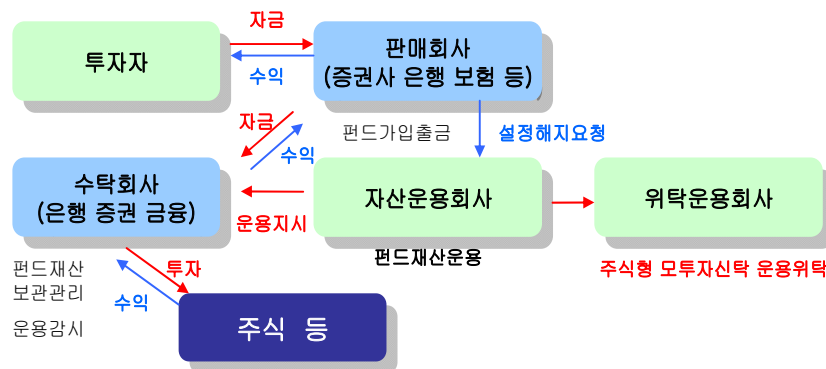 자금
투자자
판매회사
(증권사 은행 보험 등)
수익
자금
펀드가입출금
설정해지요청
수익
수탁회사
(은행 증권 금융)
자산운용회사
위탁운용회사
운용지시
펀드재산운용
펀드재산
보관관리
투자
주식형 모투자신탁 운용위탁
수익
운용감시
주식 등